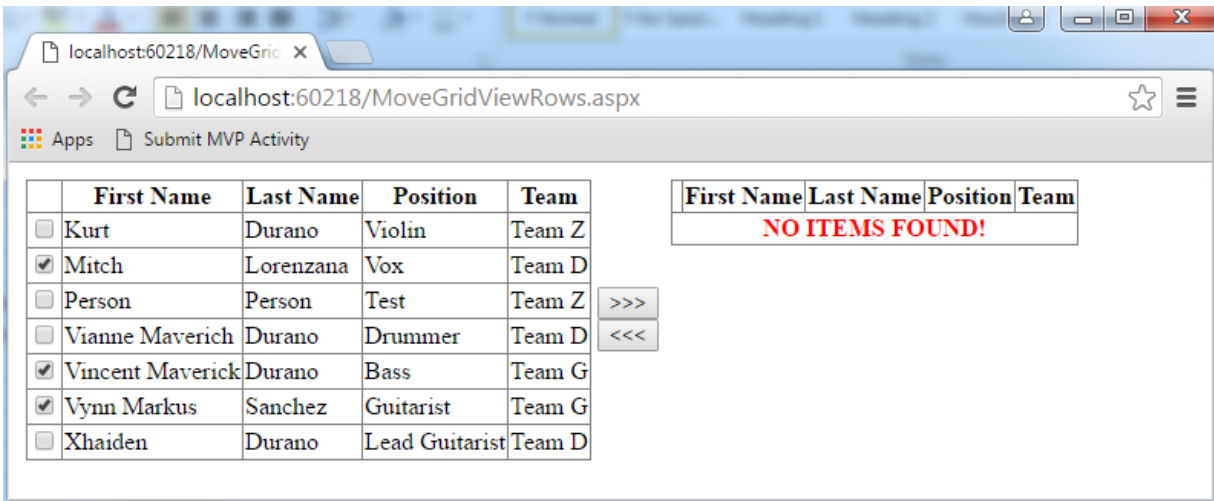 localhost:60218/MoveGrid
localhost:60218/MoveGridViewRows.aspx
Apps Submit MVP Activity
First Name Last Name Position Team
Kurt Durano Violin Team Z
Mitch Lorenzana Vox Team D
Person Person Test Team Z
Vianne Maverich Durano Drummer Team D
Vincent Maverick Durano Bass Team G
Vynn Markus Sanchez Guitarist Team G
Xhaiden Durano Lead Guitarist Team D
>>>
<<<
First Name Last Name Position Team
NO ITEMS FOUND!